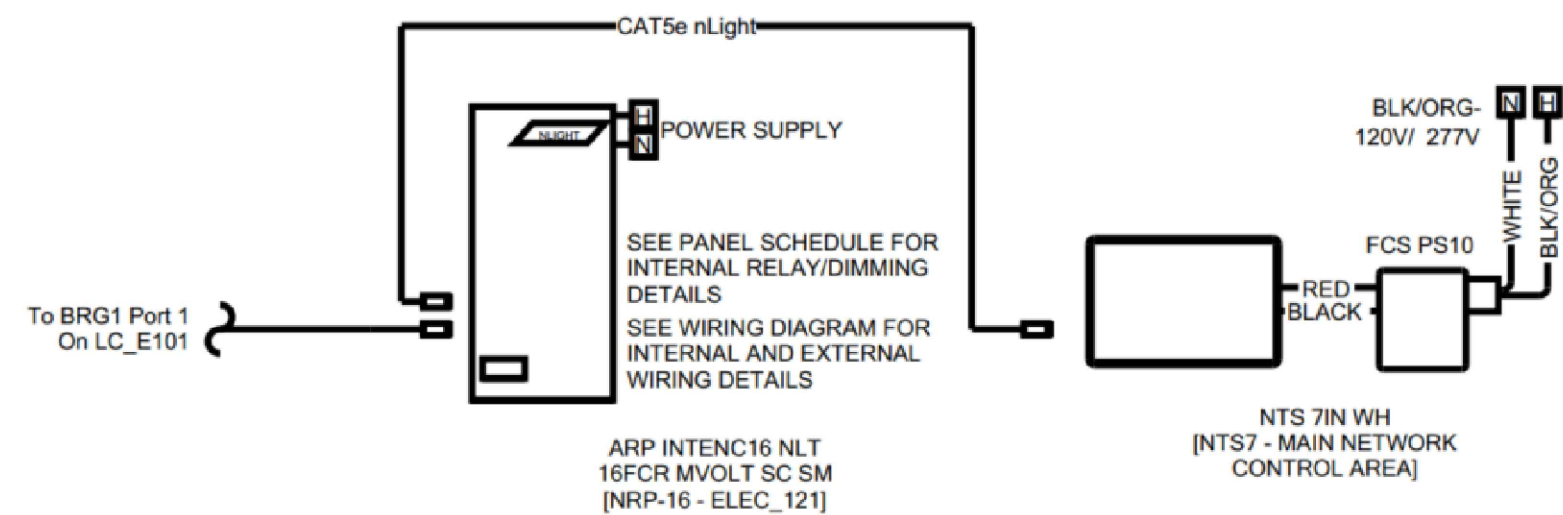 CAT5e nLight
NLIGHT
H
N
POWER SUPPLY
SEE PANEL SCHEDULE FOR
INTERNAL RELAY/DIMMING
DETAILS
SEE WIRING DIAGRAM FOR
INTERNAL AND EXTERNAL
WIRING DETAILS
To BRG1 Port 1
On LC_E101
ARP INTENC16 NLT
16FCR MVOLT SC SM
[NRP-16 - ELEC_121]
BLK/ORG-
120V/ 277V
N
H
WHITE
BLK/ORG
FCS PS10
RED
BLACK
NTS 7IN WH
[NTS7 - MAIN NETWORK
CONTROL AREA]